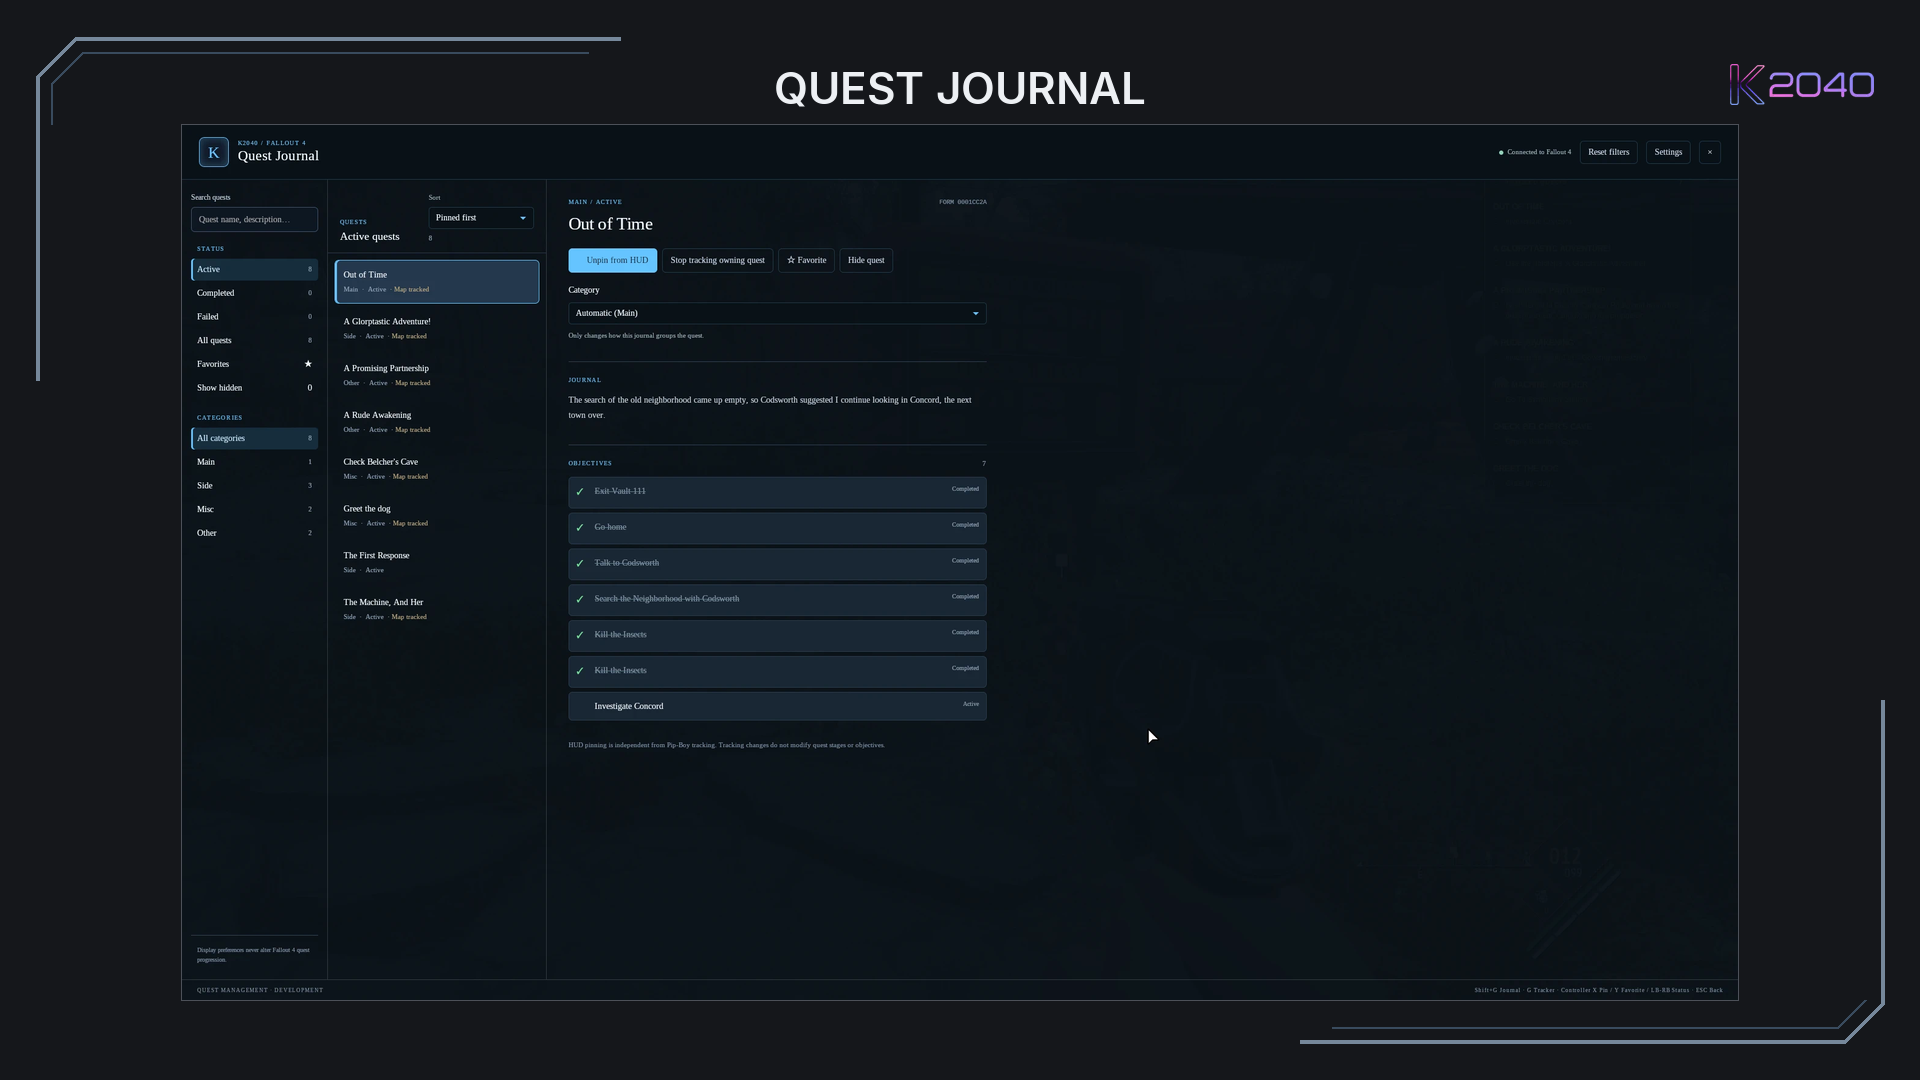 QUEST JOURNAL
K2040
K
K2040 / FALLOUT 4
Quest Journal
Connected to Fallout 4
Reset filters
Settings
×
Search quests
Quest name, description…
STATUS
Active 8
Completed 0
Failed 0
All quests 8
Favorites ★
Show hidden 0
CATEGORIES
All categories 8
Main 1
Side 3
Misc 2
Other 2
Display preferences never alter Fallout 4 quest
progression.
QUESTS
Active quests
Sort
Pinned first
8
Out of Time
Main · Active · Map tracked
A Glorptastic Adventure!
Side · Active · Map tracked
A Promising Partnership
Other · Active · Map tracked
A Rude Awakening
Other · Active · Map tracked
Check Belcher's Cave
Misc · Active · Map tracked
Greet the dog
Misc · Active · Map tracked
The First Response
Side · Active
The Machine, And Her
Side · Active · Map tracked
MAIN / ACTIVE
FORM 0001CC2A
Out of Time
Unpin from HUD
Stop tracking owning quest
☆ Favorite
Hide quest
Category
Automatic (Main)
Only changes how this journal groups the quest.
JOURNAL
The search of the old neighborhood came up empty, so Codsworth suggested I continue looking in Concord, the next
town over.
OBJECTIVES 7
✓ Exit Vault 111 Completed
✓ Go home Completed
✓ Talk to Codsworth Completed
✓ Search the Neighborhood with Codsworth Completed
✓ Kill the Insects Completed
✓ Kill the Insects Completed
Investigate Concord Active
HUD pinning is independent from Pip-Boy tracking. Tracking changes do not modify quest stages or objectives.
QUEST MANAGEMENT · DEVELOPMENT
Shift+G Journal · G Tracker · Controller X Pin / Y Favorite / LB-RB Status · ESC Back